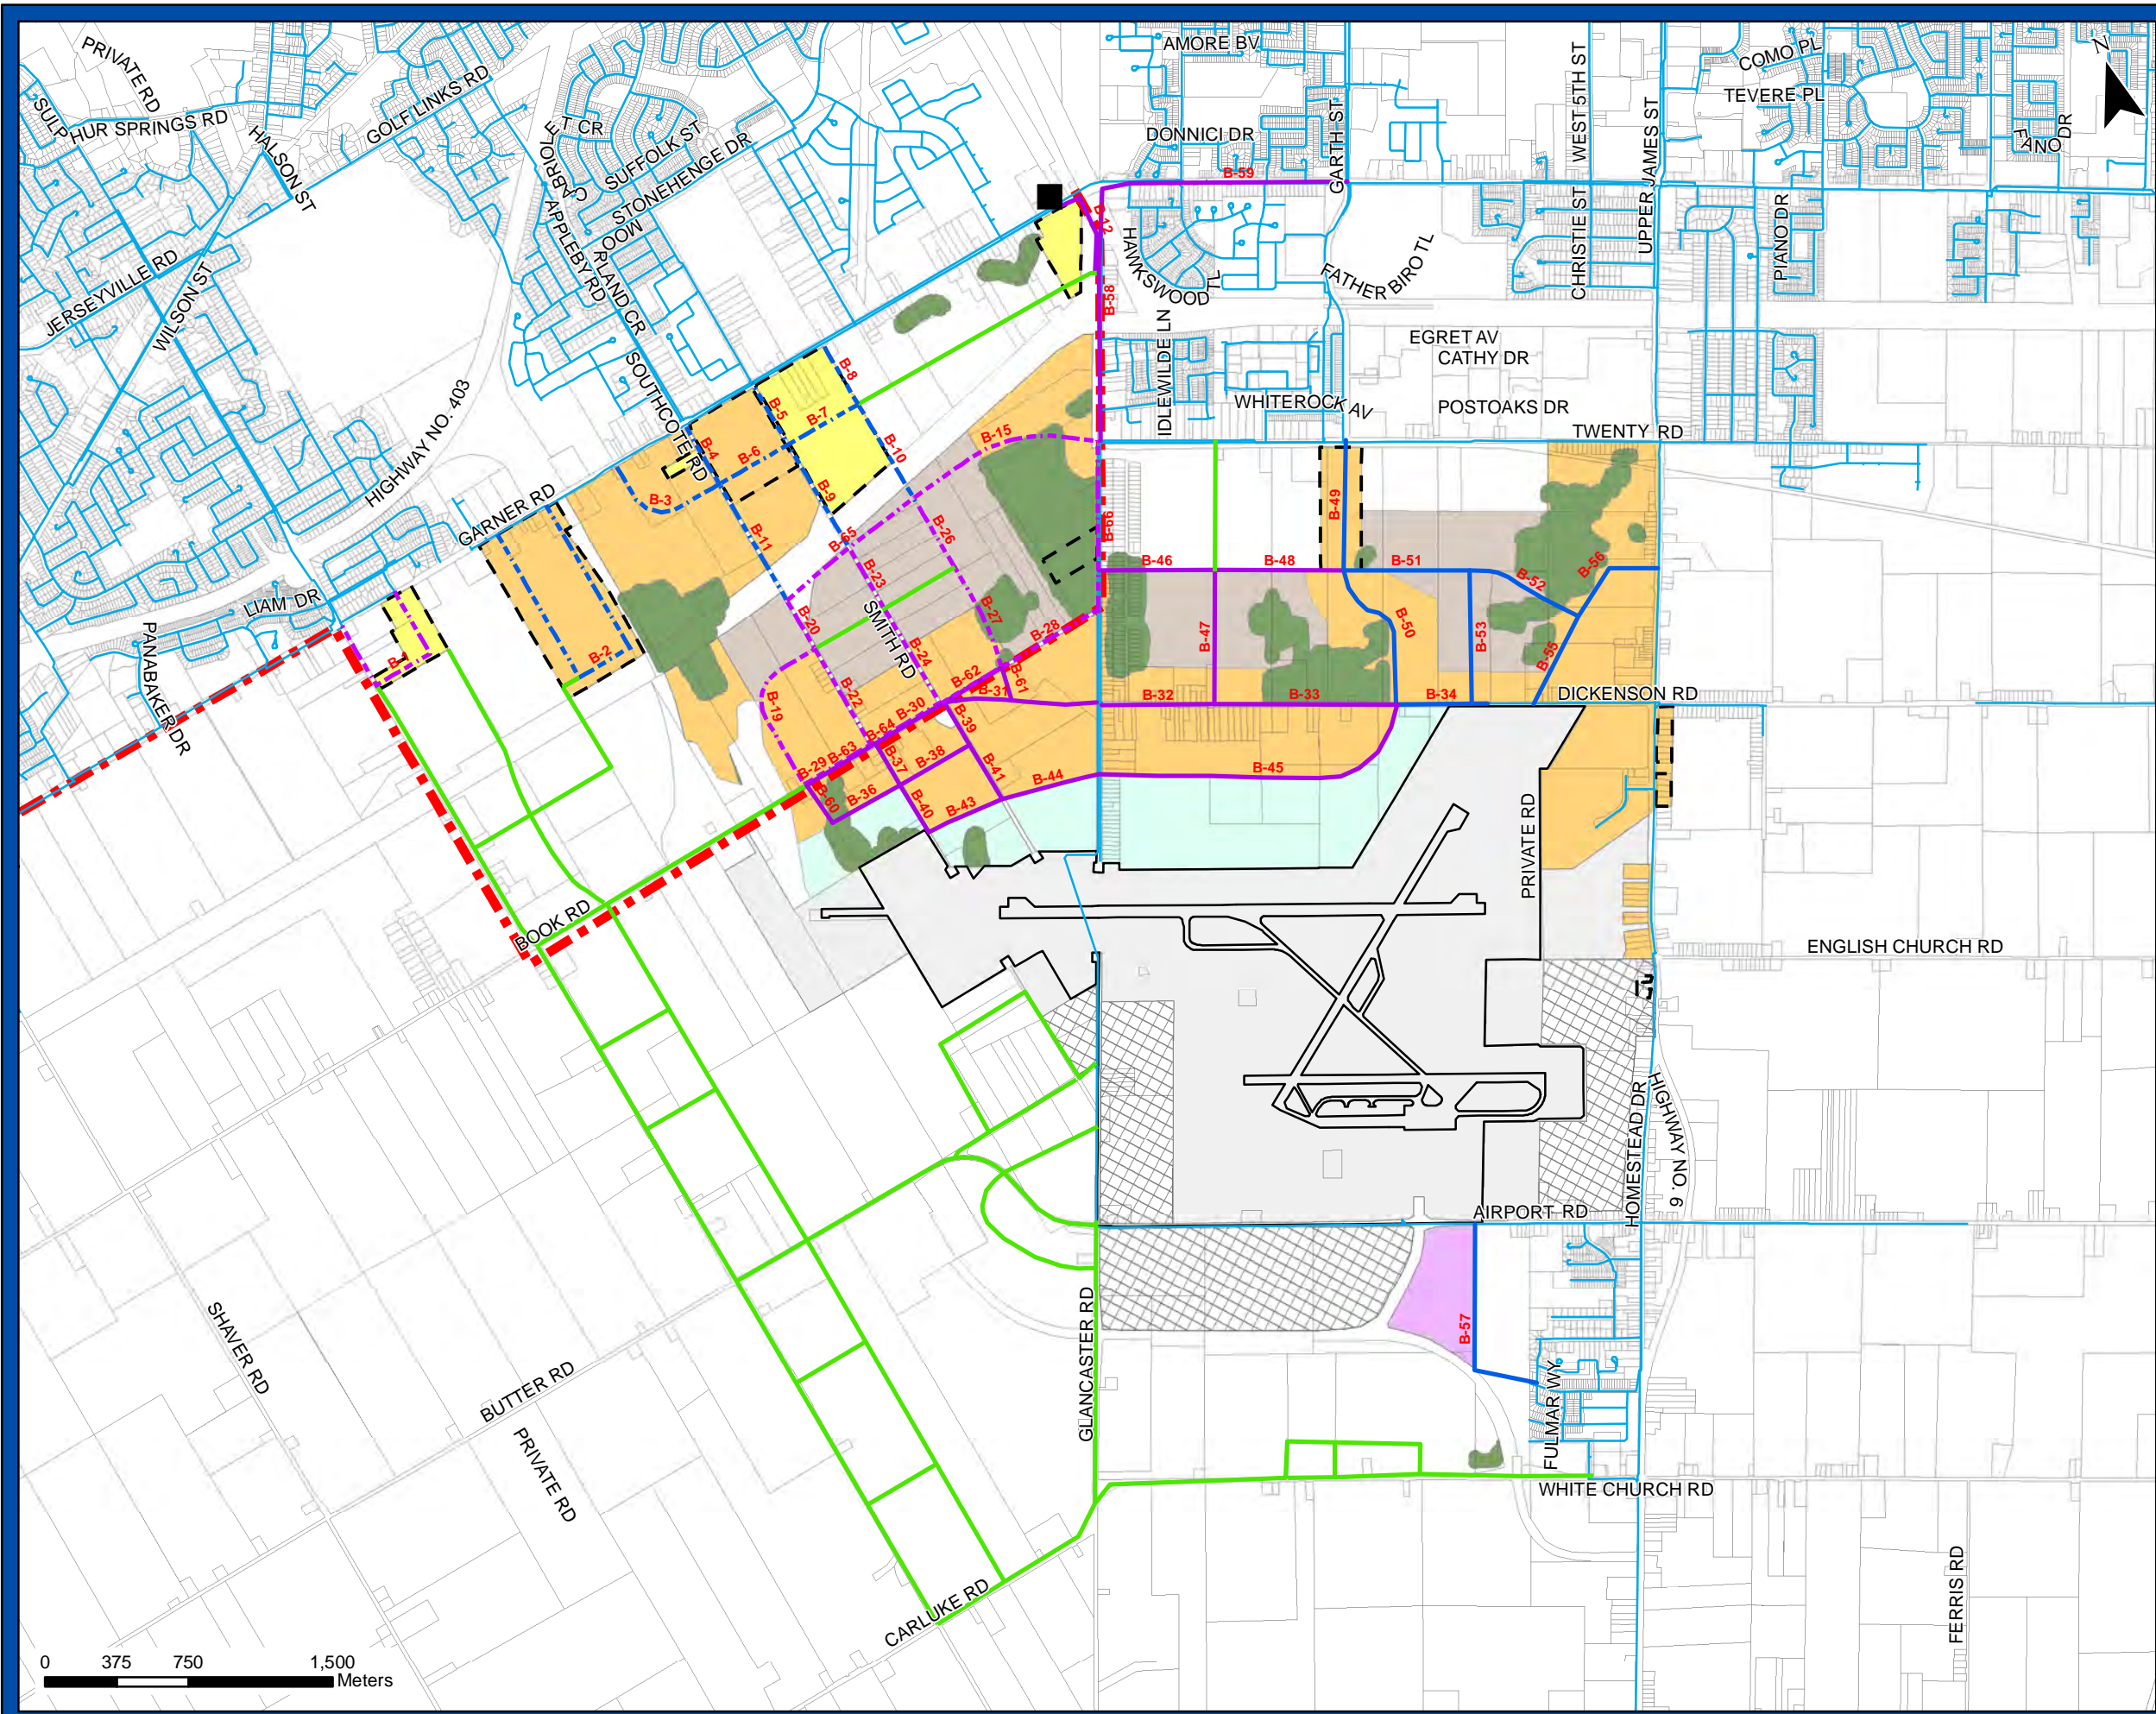 PRIVATE RD
SULP
HUR SPRINGS RD
HALSON ST
GOLF LINKS RD
CABRIOLET CR
SUFFOLK ST
STONEHENGE DR
MOORLAND CR
APPLEBY RD
AMORE BV
DONNICI DR
GARTH ST
WEST 5TH ST
CHRISTIE ST
UPPER JAMES ST
COMO PL
TEVERE PL
DR
N
JERSEYVILLE RD
WILSON ST
HIGHWAY NO. 403
SOUTHCOTE RD
GARNER RD
LIAM DR
PANABAKER DR
HAWKSWOOD TL
FATHER BIRO TL
PIANO DR
IDLEWILDE LN
EGRET AV
CATHY DR
WHITEROCK AV
POSTOAKS DR
TWENTY RD
SMITH RD
DICKENSON RD
PRIVATE RD
BOOK RD
ENGLISH CHURCH RD
HOMESTEAD DR
HIGHWAY NO. 6
AIRPORT RD
SHAVER RD
BUTTER RD
PRIVATE RD
GLANCASTER RD
FULMAR WY
WHITE CHURCH RD
CARLUKE RD
FERRIS RD
B-59
B-12
B-58
B-8
B-5
B-7
B-4
B-6
B-3
B-10
B-15
B-9
B-11
B-65
B-26
B-66
B-49
B-46
B-48
B-51
B-52
B-56
B-23
B-20
B-27
B-28
B-47
B-50
B-53
B-55
B-1
B-2
B-24
B-62
B-61
B-31
B-32
B-33
B-34
B-19
B-22
B-30
B-64
B-63
B-29
B-39
B-37
B-38
B-41
B-44
B-45
B-60
B-36
B-40
B-43
B-57
0 375 750 1,500
Meters